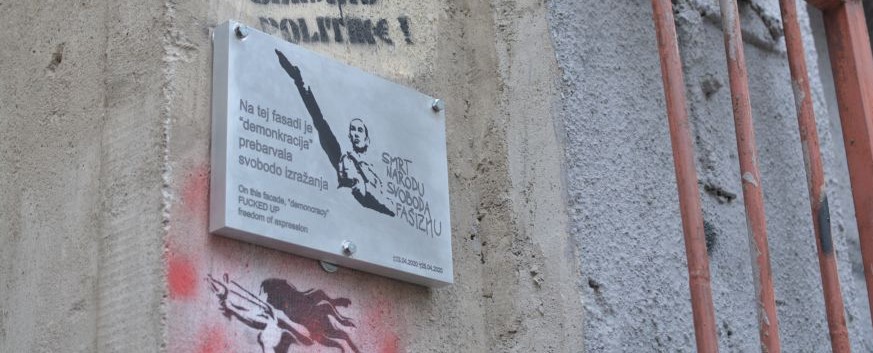 POLITIKE!
Na tej fasadi je
"demonkracija"
prebarvala
svobodo izražanja
On this facade, "demoncrasy"
FUCKED UP
freedom of expression
SMRT
NARODU
SVOBODA
FAŠIZMU